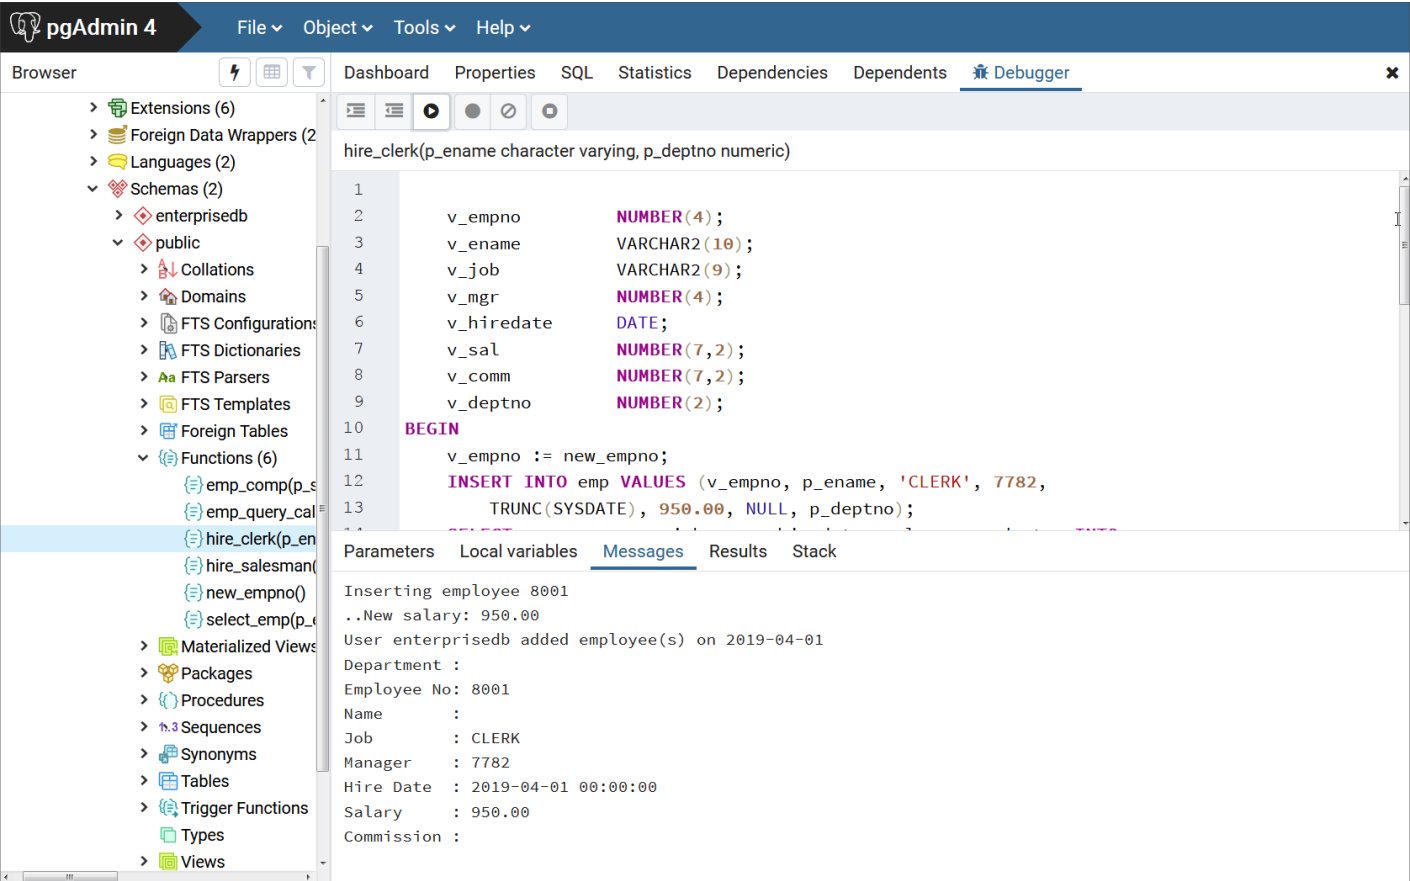 pgAdmin 4 File Object Tools Help
Browser
Dashboard Properties SQL Statistics Dependencies Dependents Debugger
Extensions (6)
Foreign Data Wrappers (2
Languages (2)
Schemas (2)
enterprisedb
public
Collations
Domains
FTS Configurations
FTS Dictionaries
Aa FTS Parsers
FTS Templates
Foreign Tables
Functions (6)
emp_comp(p_s
emp_query_cal
hire_clerk(p_en
hire_salesman(
new_empno()
select_emp(p_e
Materialized Views
Packages
Procedures
1..3 Sequences
Synonyms
Tables
Trigger Functions
Types
Views
hire_clerk(p_ename character varying, p_deptno numeric)
1
2 v_empno NUMBER(4);
3 v_ename VARCHAR2(10);
4 v_job VARCHAR2(9);
5 v_mgr NUMBER(4);
6 v_hiredate DATE;
7 v_sal NUMBER(7,2);
8 v_comm NUMBER(7,2);
9 v_deptno NUMBER(2);
10 BEGIN
11 v_empno := new_empno;
12 INSERT INTO emp VALUES (v_empno, p_ename, 'CLERK', 7782,
13 TRUNC(SYSDATE), 950.00, NULL, p_deptno);
Parameters Local variables Messages Results Stack
Inserting employee 8001
..New salary: 950.00
User enterprisedb added employee(s) on 2019-04-01
Department :
Employee No: 8001
Name :
Job : CLERK
Manager : 7782
Hire Date : 2019-04-01 00:00:00
Salary : 950.00
Commission :